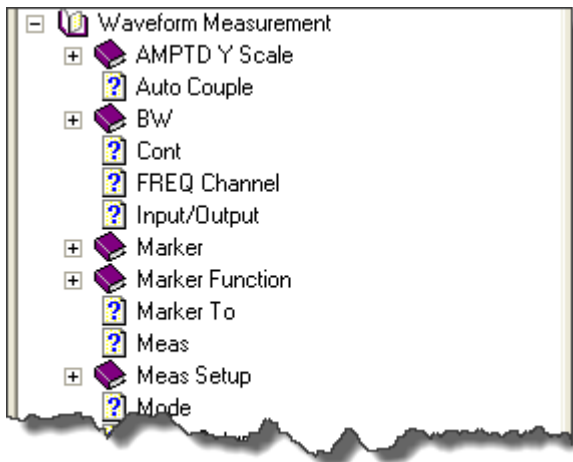 Waveform Measurement
AMPTD Y Scale
Auto Couple
BW
Cont
FREQ Channel
Input/Output
Marker
Marker Function
Marker To
Meas
Meas Setup
Mode